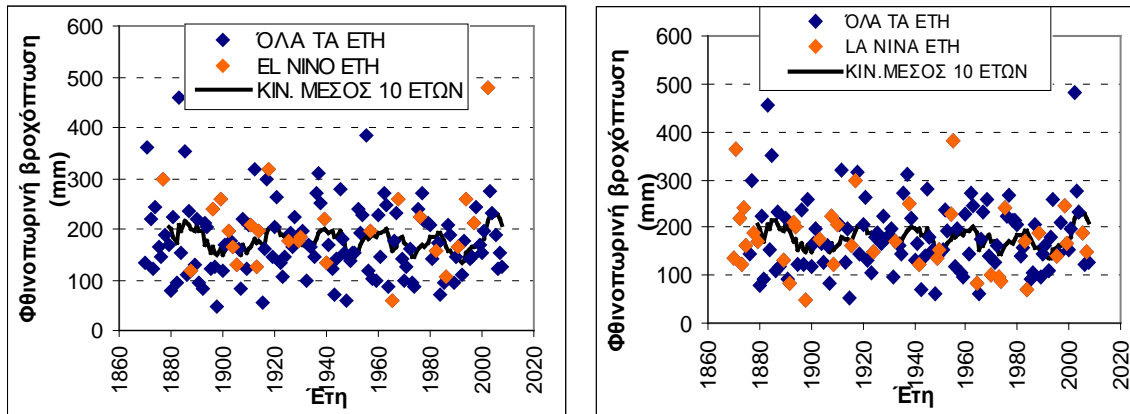 600
500
400
300
200
100
0
Φθινοπωρινή βροχόπτωση
(mm)
ΌΛΑ ΤΑ ΕΤΗ
EL NINO ΕΤΗ
ΚΙΝ. ΜΕΣΟΣ 10 ΕΤΩΝ
1860
1880
1900
1920
1940
1960
1980
2000
2020
Έτη
600
500
400
300
200
100
0
Φθινοπωρινή βροχόπτωση
(mm)
ΌΛΑ ΤΑ ΕΤΗ
LA NINA ΕΤΗ
ΚΙΝ.ΜΕΣΟΣ 10 ΕΤΩΝ
1860
1880
1900
1920
1940
1960
1980
2000
2020
Έτη